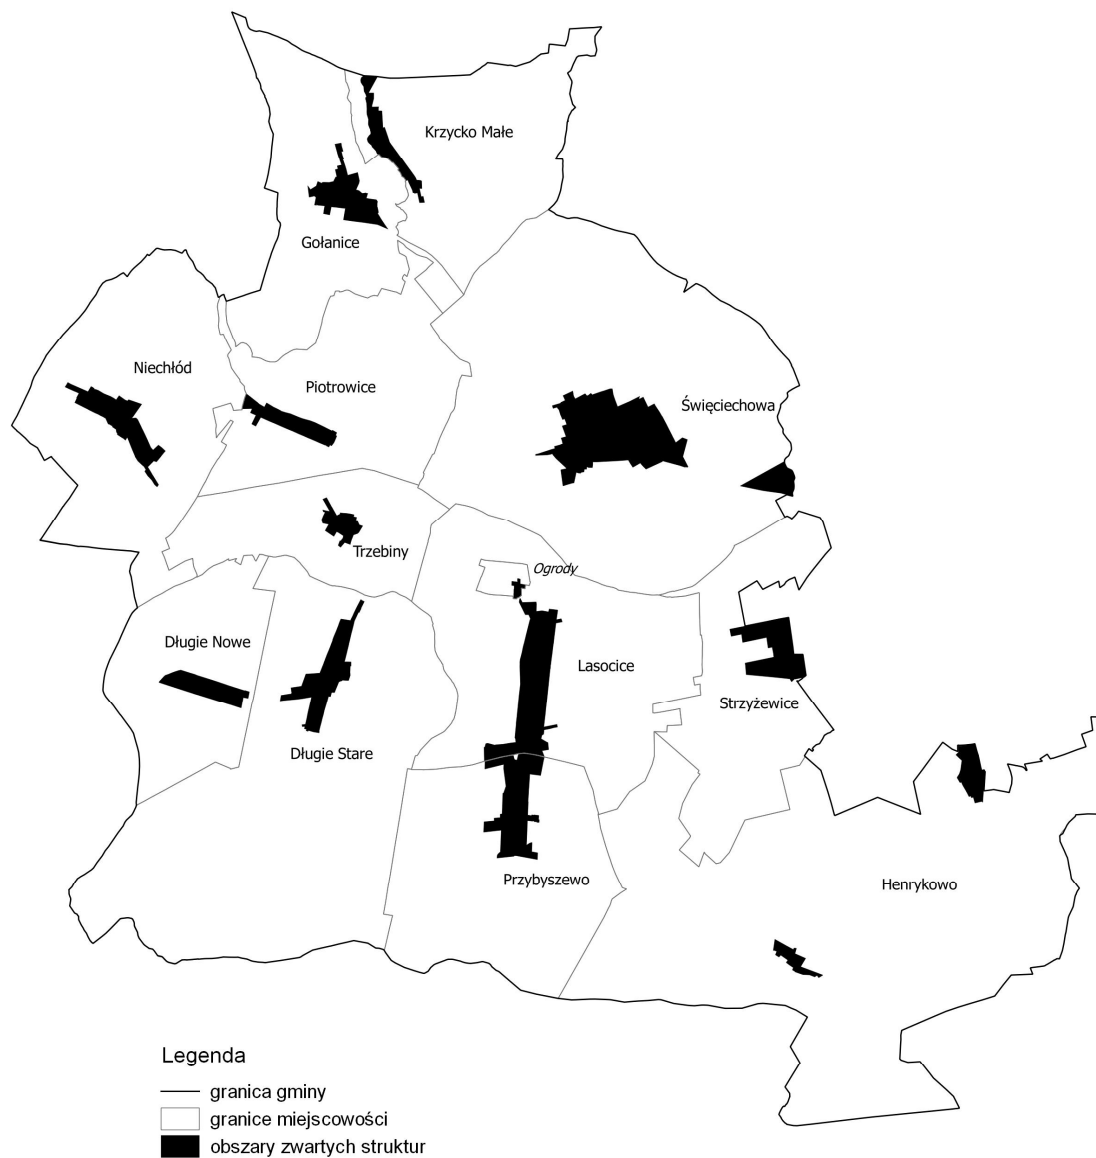 Krzycko Małe
Gołanice
Niechłód
Piotrowice
Święciechowa
Trzebiny
Ogrody
Długie Nowe
Lasocice
Strzyżewice
Długie Stare
Przybyszewo
Henrykowo
Legenda
granica gminy
granice miejscowości
obszary zwartych struktur